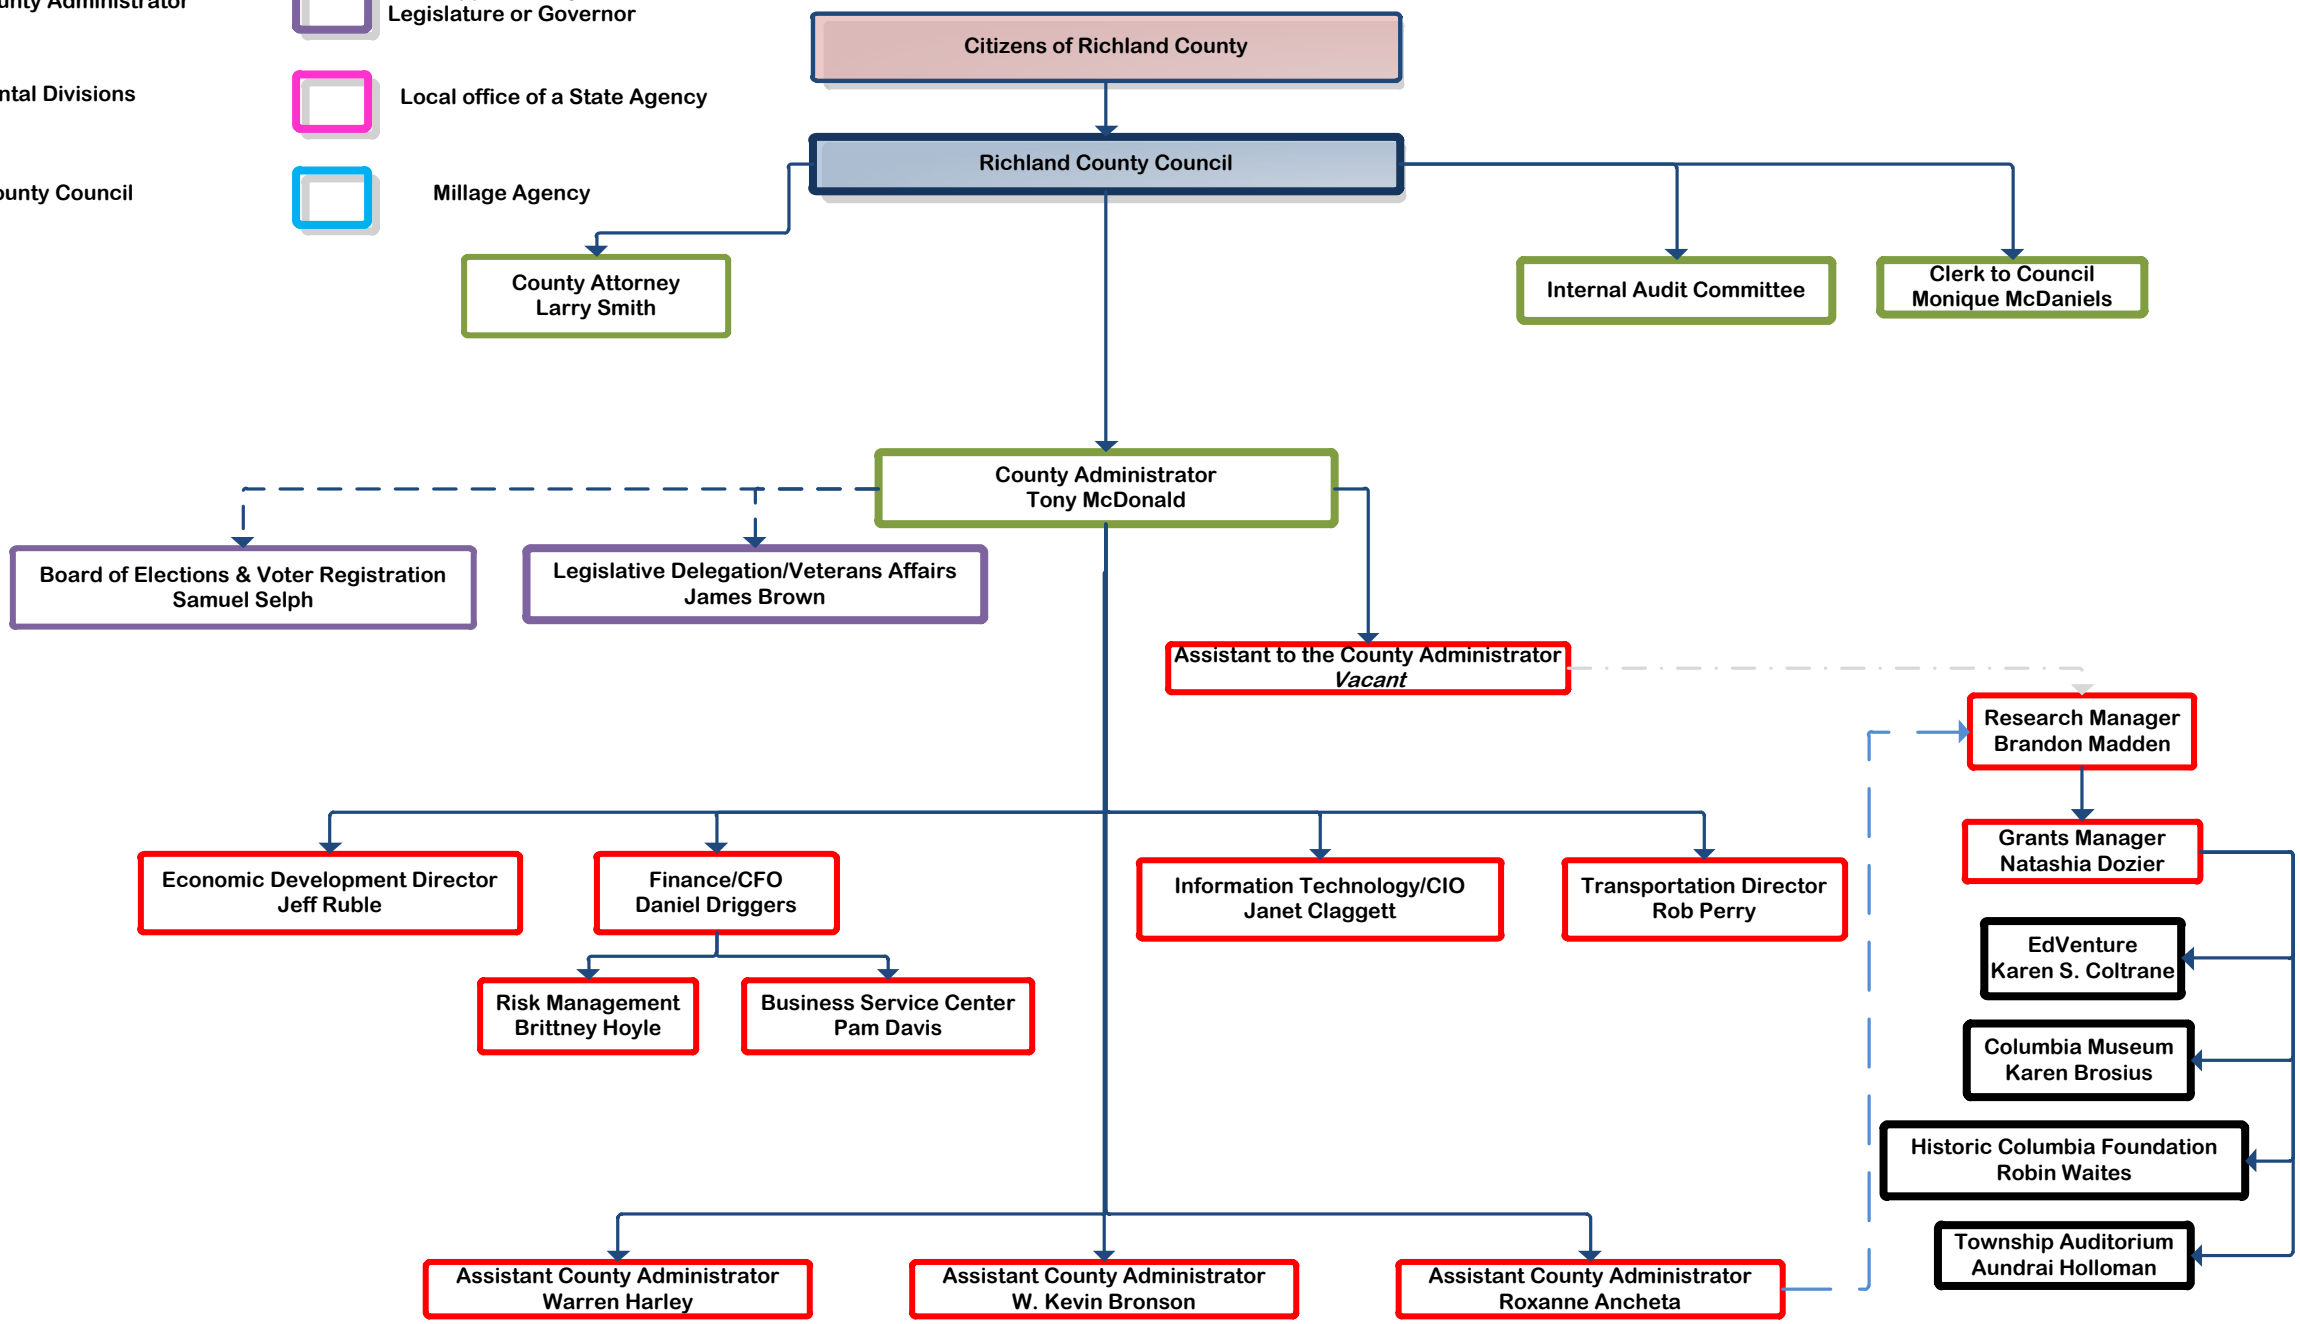 unty Administrator
Legislature or Governor
ntal Divisions
Local office of a State Agency
ounty Council
Millage Agency
Citizens of Richland County
Richland County Council
County Attorney
Larry Smith
Internal Audit Committee
Clerk to Council
Monique McDaniels
County Administrator
Tony McDonald
Board of Elections & Voter Registration
Samuel Selph
Legislative Delegation/Veterans Affairs
James Brown
Assistant to the County Administrator
Vacant
Research Manager
Brandon Madden
Grants Manager
Natashia Dozier
Economic Development Director
Jeff Ruble
Finance/CFO
Daniel Driggers
Information Technology/CIO
Janet Claggett
Transportation Director
Rob Perry
Risk Management
Brittney Hoyle
Business Service Center
Pam Davis
EdVenture
Karen S. Coltrane
Columbia Museum
Karen Brosius
Historic Columbia Foundation
Robin Waites
Township Auditorium
Aundrai Holloman
Assistant County Administrator
Warren Harley
Assistant County Administrator
W. Kevin Bronson
Assistant County Administrator
Roxanne Ancheta